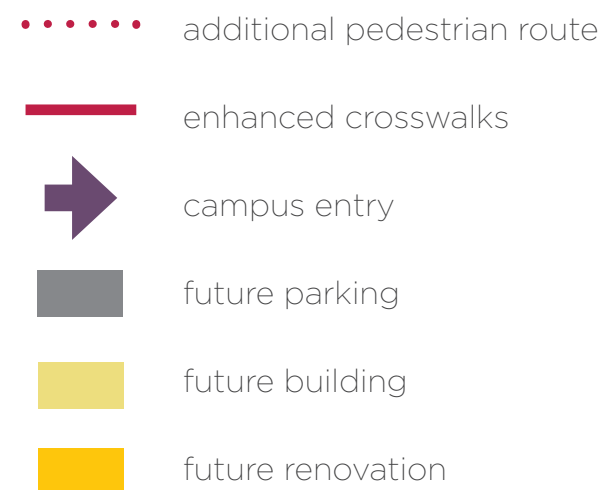 additional pedestrian route
enhanced crosswalks
campus entry
future parking
future building
future renovation